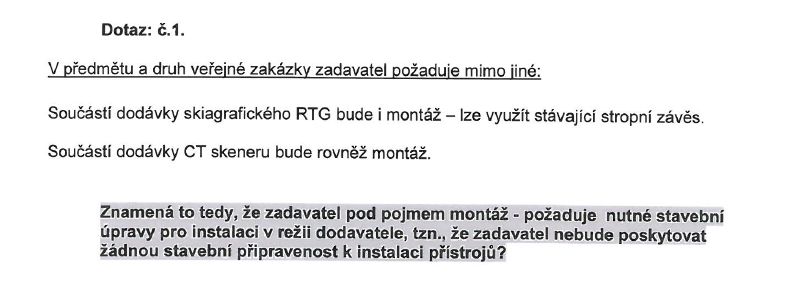 Dotaz: č.1.
V předmětu a druh veřejné zakázky zadavatel požaduje mimo jiné:
Součástí dodávky skiagrafického RTG bude i montáž – lze využít stávající stropní závěs.
Součástí dodávky CT skeneru bude rovněž montáž.
Znamená to tedy, že zadavatel pod pojmem montáž - požaduje nutné stavební
úpravy pro instalaci v režii dodavatele, tzn., že zadavatel nebude poskytovat
žádnou stavební připravenost k instalaci přístrojů?